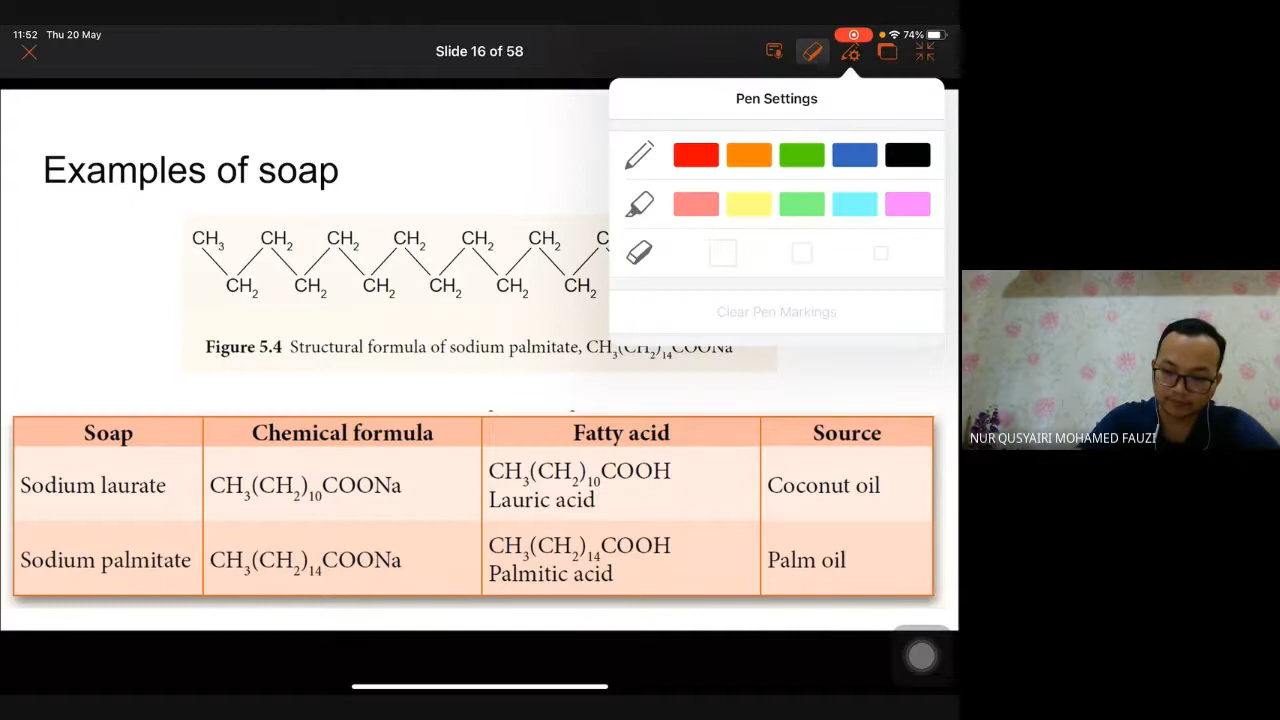 11:52 Thu 20 May
74%
Slide 16 of 58
Pen Settings
Clear Pen Markings
Examples of soap
CH₃ CH₂ CH₂ CH₂ CH₂ CH₂ C
CH₂ CH₂ CH₂ CH₂ CH₂ CH₂
Figure 5.4 Structural formula of sodium palmitate, CH₃(CH₂)₁₄COONa
Soap Chemical formula Fatty acid Source
Sodium laurate CH₃(CH₂)₁₀COONa CH₃(CH₂)₁₀COOH Coconut oil
Lauric acid
Sodium palmitate CH₃(CH₂)₁₄COONa CH₃(CH₂)₁₄COOH Palm oil
Palmitic acid
NUR QUSYAIRI MOHAMED FAUZI